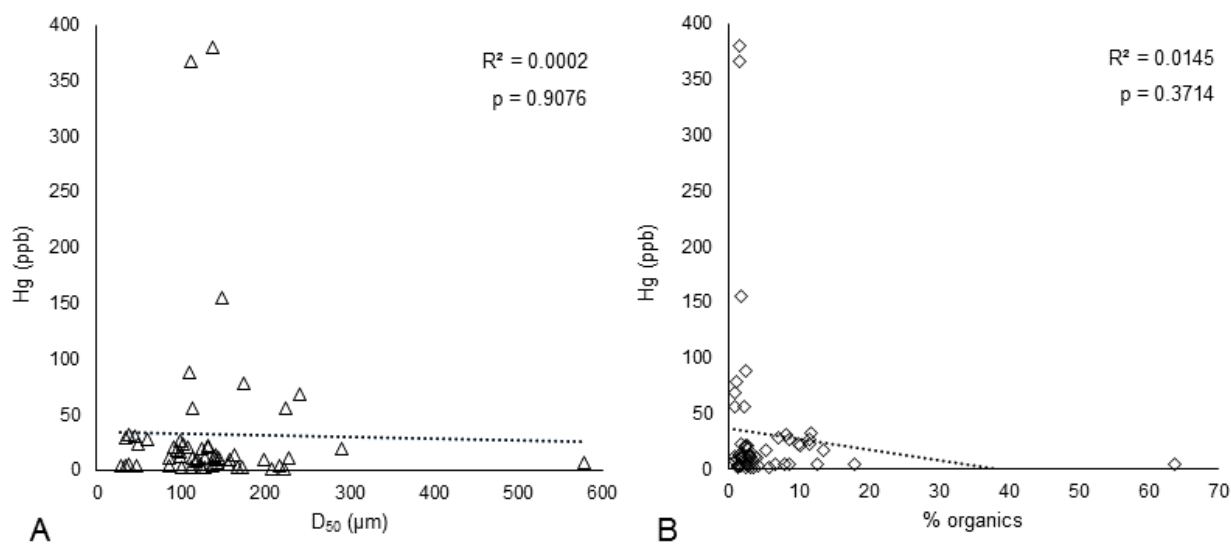 400
350
300
250
200
150
100
50
0
Hg (ppb)
R² = 0.0002
p = 0.9076
0 100 200 300 400 500 600
D₅₀ (µm)
A
400
350
300
250
200
150
100
50
0
Hg (ppb)
R² = 0.0145
p = 0.3714
0 10 20 30 40 50 60 70
% organics
B